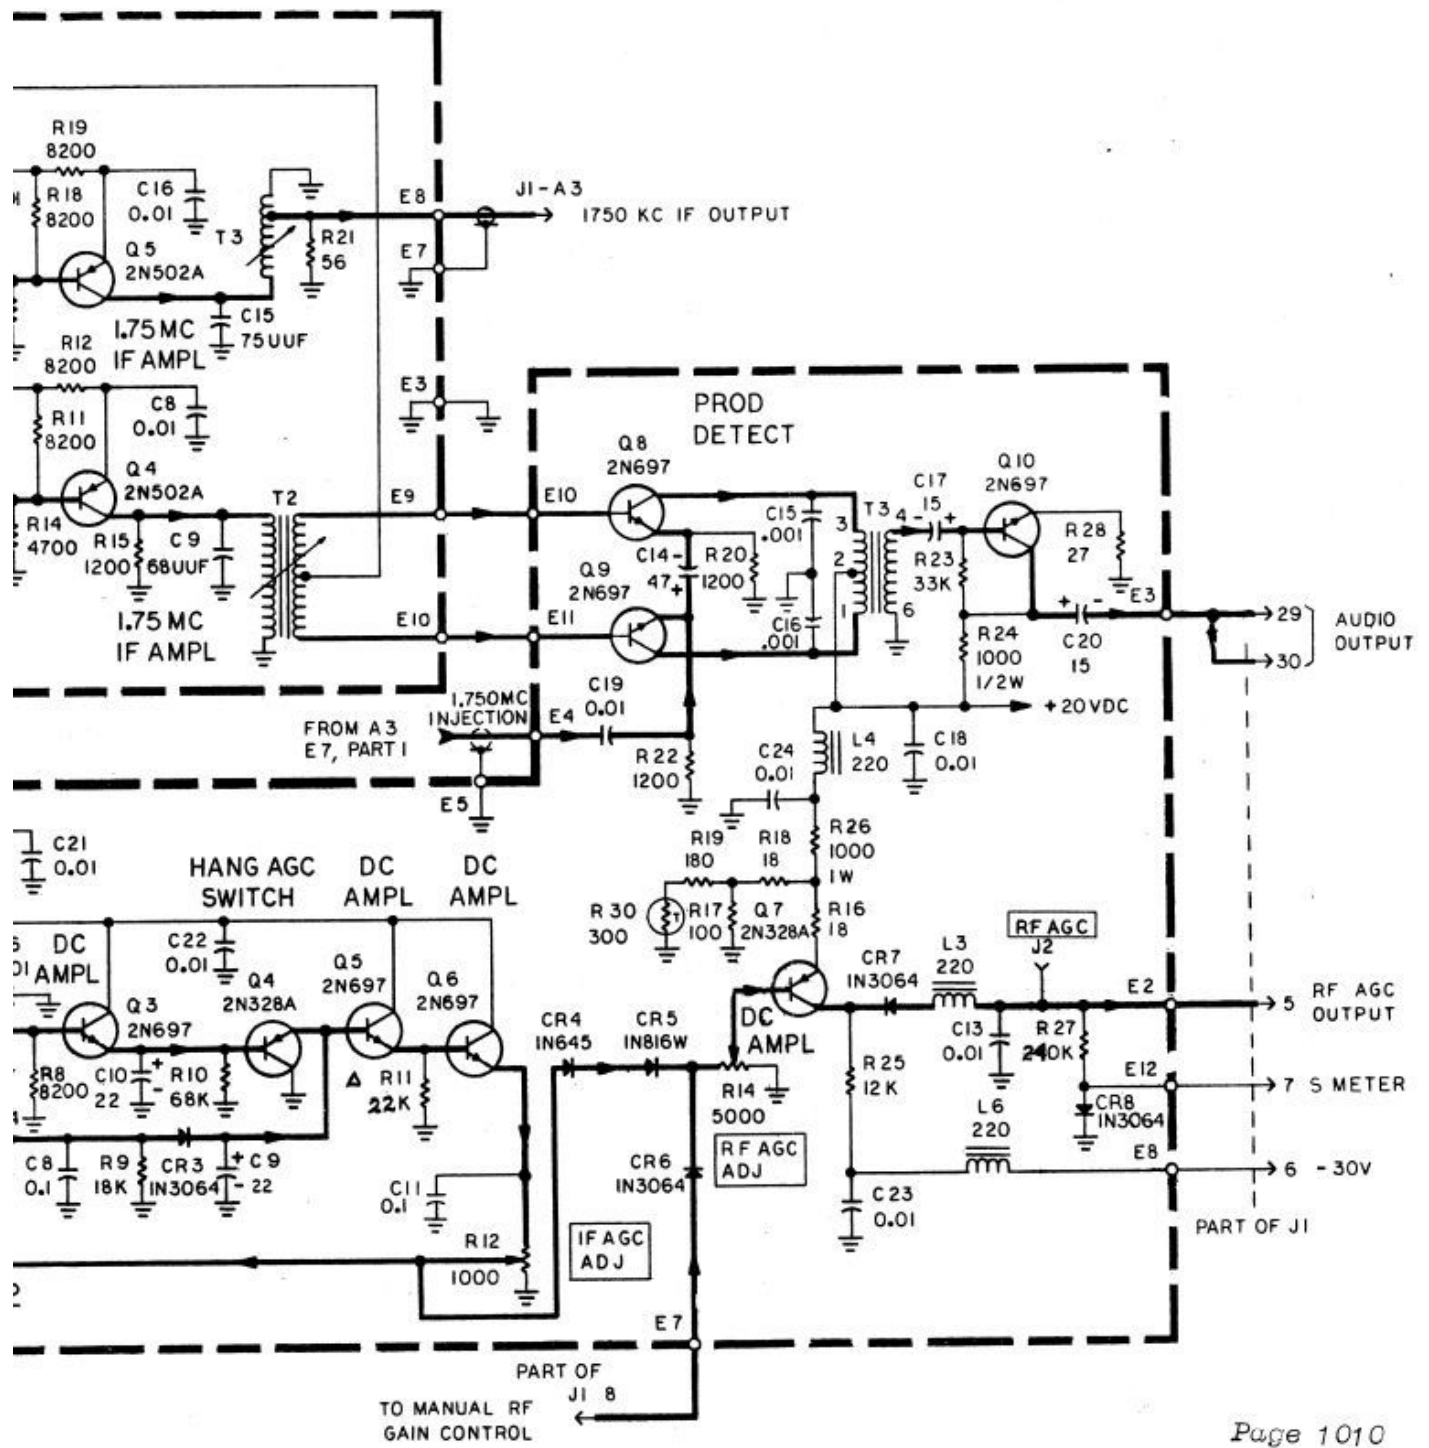 R19
8200
C16
0.01
R18
8200
Q5
2N502A
T3
R21
56
E8
E7
J1-A3
1750 KC IF OUTPUT
C15
75UUF
1.75 MC
IF AMPL
R12
8200
C8
0.01
R11
8200
E3
Q4
2N502A
T2
E9
R14
4700
R15
1200
C9
68UUF
1.75 MC
IF AMPL
E10
PROD
DETECT
Q8
2N697
E10
C14 -
47 +
R20
1200
C15
.001
3
2
1
T3
4
6
C17
- 15 +
Q10
2N697
R28
27
R23
33K
Q9
2N697
E11
C16
.001
R24
1000
1/2W
+ -
C20
15
E3
29
30
AUDIO
OUTPUT
1.750MC
INJECTION
FROM A3
E7, PART I
E4
C19
0.01
+20VDC
R22
1200
E5
C24
0.01
L4
220
C18
0.01
C21
0.01
HANG AGC
SWITCH
DC
AMPL
DC
AMPL
R19
180
R18
18
R26
1000
1W
R30
300
T
R17
100
Q7
2N328A
R16
18
DC
AMPL
C22
0.01
Q5
2N697
Q6
2N697
Q4
2N328A
Q3
2N697
CR7
1N3064
L3
220
RF AGC
J2
E2
5
RF AGC
OUTPUT
CR4
1N645
CR5
1N816W
DC
AMPL
C13
0.01
R27
240K
R8
8200
C10
22
+
-
R10
68K
R11
22K
R14
5000
R25
12K
E12
7
S METER
CR8
1N3064
L6
220
RF AGC
ADJ
E8
6
-30V
C8
0.1
R9
18K
CR3
1N3064
+
-
C9
22
C11
0.1
CR6
1N3064
C23
0.01
PART OF J1
R12
1000
IF AGC
ADJ
E7
PART OF
J1 8
TO MANUAL RF
GAIN CONTROL
Page 1010